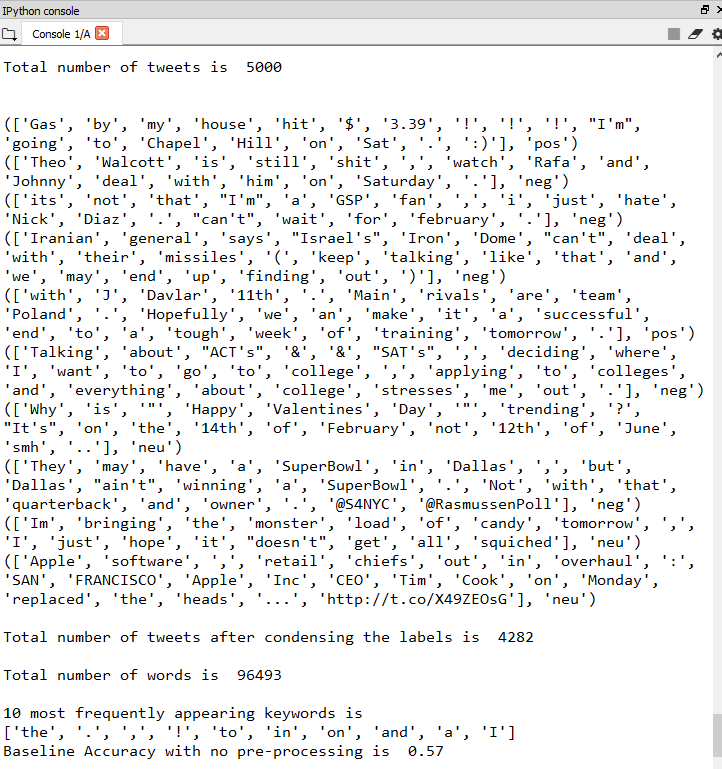 IPython console
Console 1/A
Total number of tweets is  5000
(['Gas', 'by', 'my', 'house', 'hit', '$', '3.39', '!', '!', '!', "I'm",
'going', 'to', 'Chapel', 'Hill', 'on', 'Sat', '.', ':)'], 'pos')
(['Theo', 'Walcott', 'is', 'still', 'shit', ',', 'watch', 'Rafa', 'and',
'Johnny', 'deal', 'with', 'him', 'on', 'Saturday', '.'], 'neg')
(['its', 'not', 'that', "I'm", 'a', 'GSP', 'fan', ',', 'i', 'just', 'hate',
'Nick', 'Diaz', '.', "can't", 'wait', 'for', 'february', '.'], 'neg')
(['Iranian', 'general', 'says', "Israel's", 'Iron', 'Dome', "can't", 'deal',
'with', 'their', 'missiles', '(', 'keep', 'talking', 'like', 'that', 'and',
'we', 'may', 'end', 'up', 'finding', 'out', ')'], 'neg')
(['with', 'J', 'Davlar', '11th', '.', 'Main', 'rivals', 'are', 'team',
'Poland', '.', 'Hopefully', 'we', 'an', 'make', 'it', 'a', 'successful',
'end', 'to', 'a', 'tough', 'week', 'of', 'training', 'tomorrow', '.'], 'pos')
(['Talking', 'about', "ACT's", '&', '&', "SAT's", ',', 'deciding', 'where',
'I', 'want', 'to', 'go', 'to', 'college', ',', 'applying', 'to', 'colleges',
'and', 'everything', 'about', 'college', 'stresses', 'me', 'out', '.'], 'neg')
(['Why', 'is', '"', 'Happy', 'Valentines', 'Day', '"', 'trending', '?',
"It's", 'on', 'the', '14th', 'of', 'February', 'not', '12th', 'of', 'June',
'smh', '..'], 'neu')
(['They', 'may', 'have', 'a', 'SuperBowl', 'in', 'Dallas', ',', 'but',
'Dallas', "ain't", 'winning', 'a', 'SuperBowl', '.', 'Not', 'with', 'that',
'quarterback', 'and', 'owner', '.', '@S4NYC', '@RasmussenPoll'], 'neg')
(['Im', 'bringing', 'the', 'monster', 'load', 'of', 'candy', 'tomorrow', ',',
'I', 'just', 'hope', 'it', "doesn't", 'get', 'all', 'squiched'], 'neu')
(['Apple', 'software', ',', 'retail', 'chiefs', 'out', 'in', 'overhaul', ':',
'SAN', 'FRANCISCO', 'Apple', 'Inc', 'CEO', 'Tim', 'Cook', 'on', 'Monday',
'replaced', 'the', 'heads', '...', 'http://t.co/X49ZEOsG'], 'neu')
Total number of tweets after condensing the labels is  4282
Total number of words is  96493
10 most frequently appearing keywords is
['the', '.', ',', '!', 'to', 'in', 'on', 'and', 'a', 'I']
Baseline Accuracy with no pre-processing is  0.57